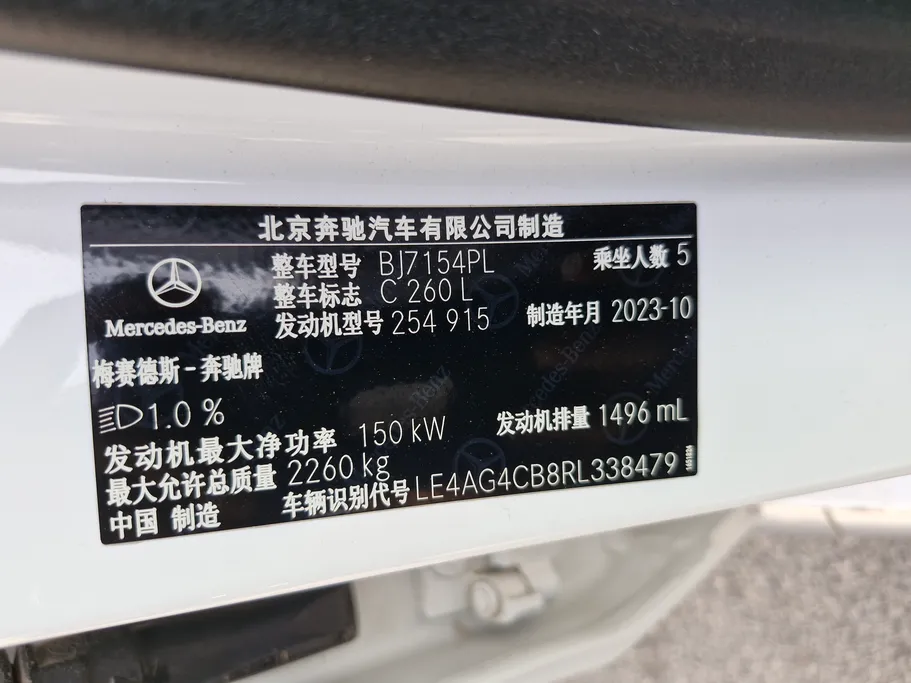 北京奔驰汽车有限公司制造
整车型号 BJ7154PL 乘坐人数 5
整车标志 C 260 L
发动机型号 254 915 制造年月 2023-10
Mercedes-Benz
梅赛德斯-奔驰牌
1.0 %
发动机最大净功率 150 kW 发动机排量 1496 mL
最大允许总质量 2260 kg
中国 制造 车辆识别代号 LE4AG4CB8RL338479